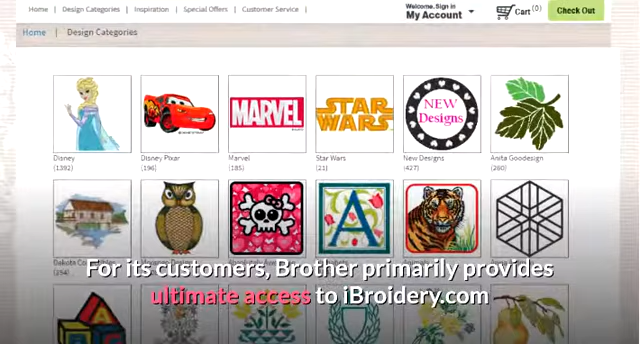 Home | Design Categories | Inspiration | Special Offers | Customer Service |
Welcome, Sign in
My Account
Cart (0)
Check Out
Home | Design Categories
MARVEL
STAR WARS
NEW Designs
Disney
(1392)
Disney Pixar
(196)
Marvel
(185)
Star Wars
(21)
New Designs
(427)
Anita Goodesign
(260)
A
For its customers, Brother primarily provides
ultimate access to iBroidery.com